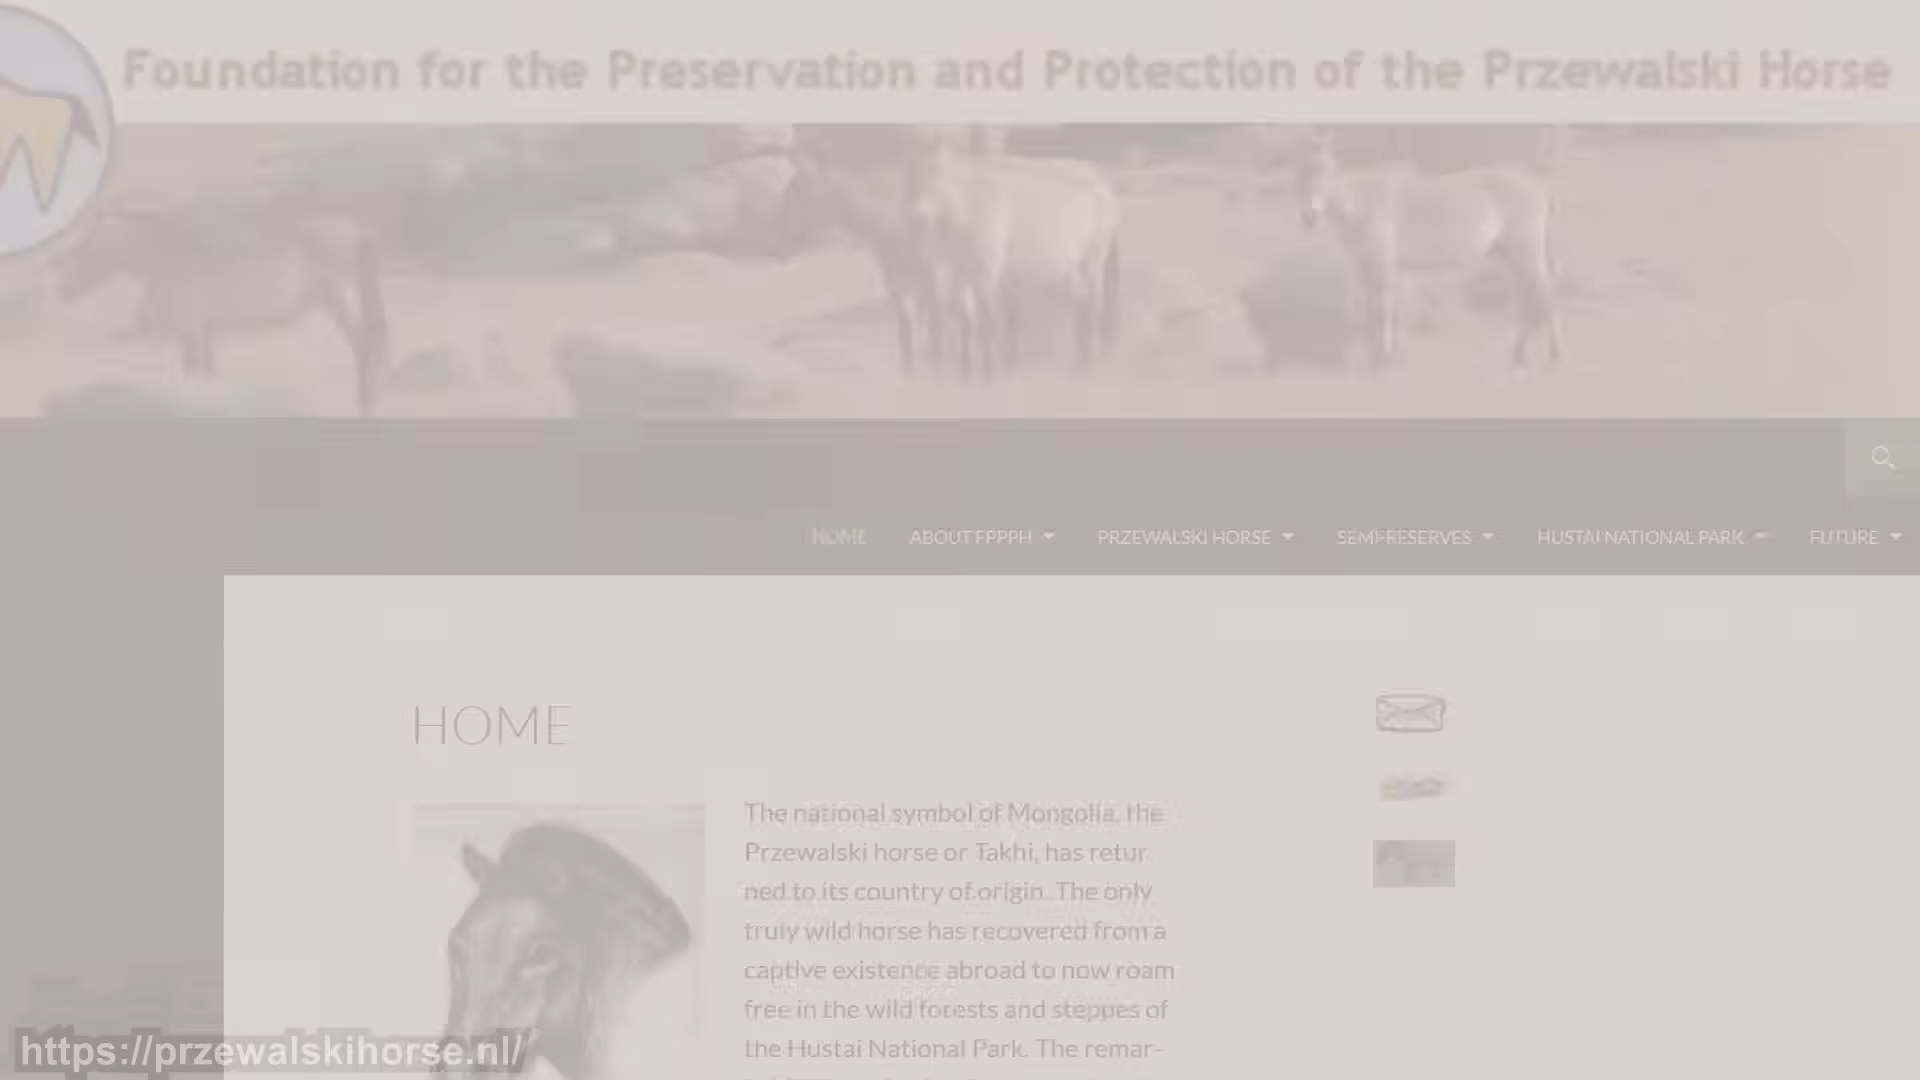 Foundation for the Preservation and Protection of the Przewalski Horse
HOME ABOUT FPPPH PRZEWALSKI HORSE SEMI-RESERVES HUSTAI NATIONAL PARK FUTURE
HOME
The national symbol of Mongolia, the
Przewalski horse or Takhi, has retur
ned to its country of origin. The only
truly wild horse has recovered from a
captive existence abroad to now roam
free in the wild forests and steppes of
the Hustai National Park. The remar-
https://przewalskihorse.nl/